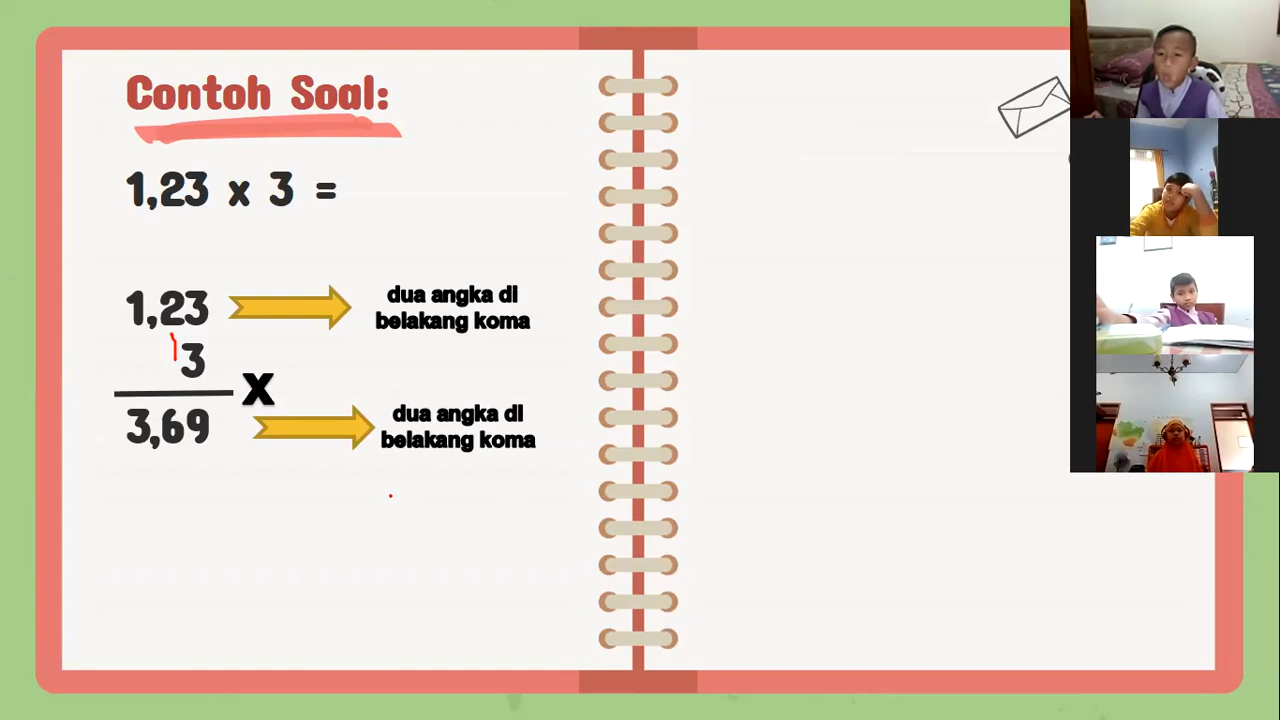 Contoh Soal:
1,23 x 3 =
1,23
dua angka di
belakang koma
3
X
3,69
dua angka di
belakang koma